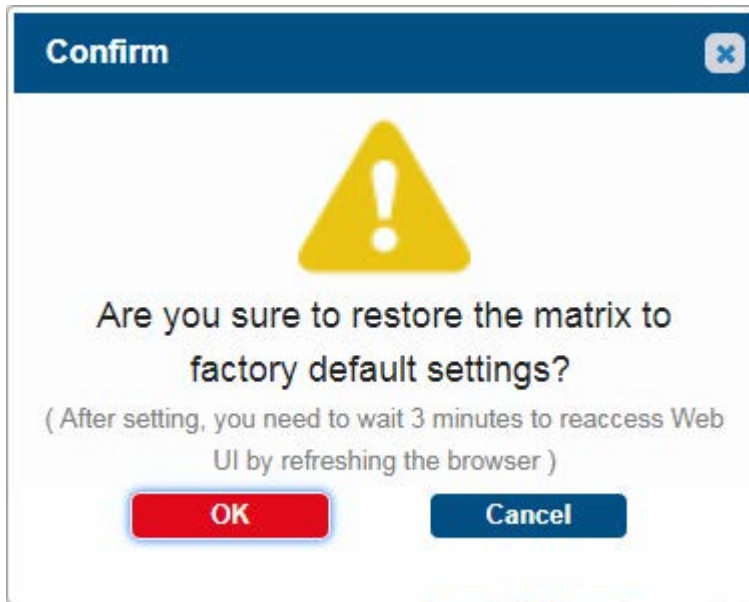 Confirm
Are you sure to restore the matrix to
factory default settings?
( After setting, you need to wait 3 minutes to reaccess Web
UI by refreshing the browser )
OK
Cancel